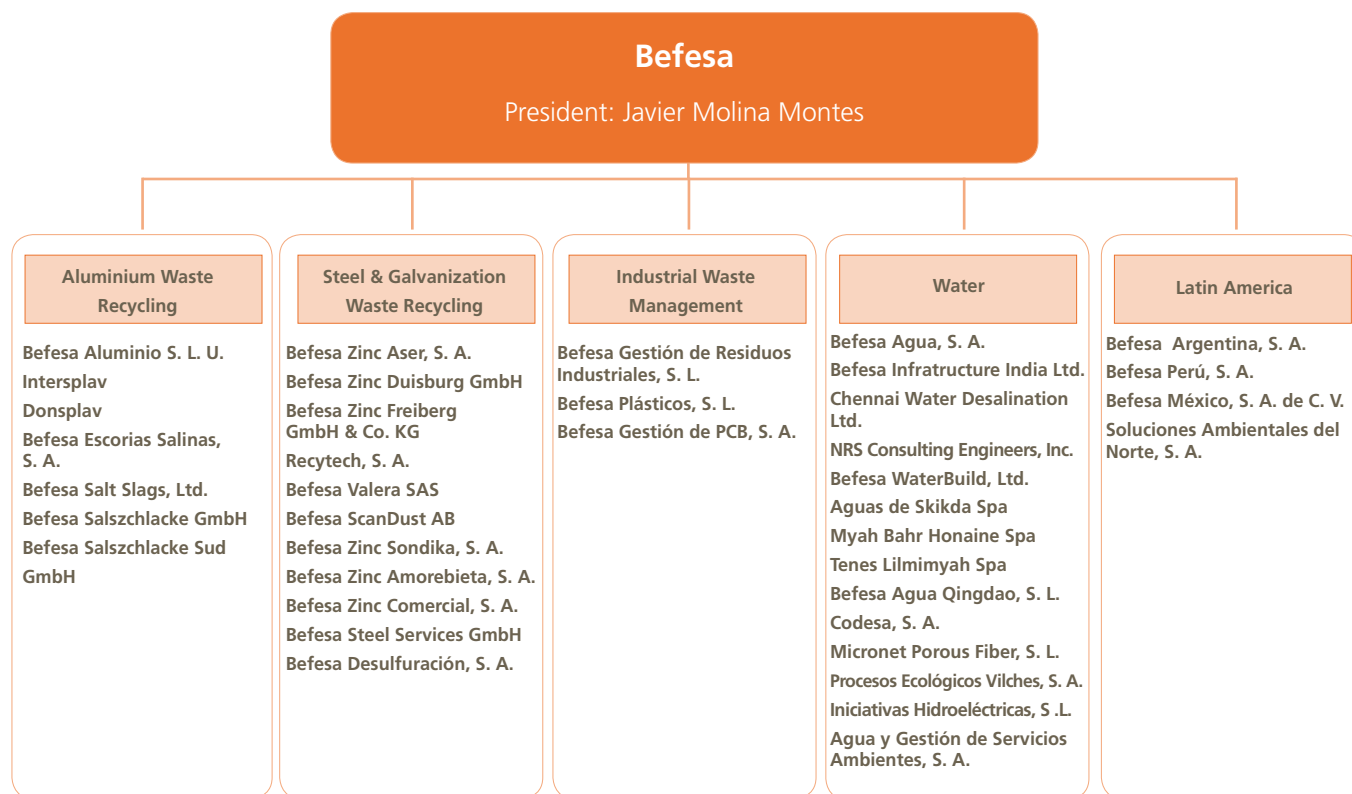 Befesa
President: Javier Molina Montes
Aluminium Waste
Recycling
Befesa Aluminio S. L. U.
Intersplav
Donsplav
Befesa Escorias Salinas,
S. A.
Befesa Salt Slags, Ltd.
Befesa Salszchlacke GmbH
Befesa Salszchlacke Sud
GmbH
Steel & Galvanization
Waste Recycling
Befesa Zinc Aser, S. A.
Befesa Zinc Duisburg GmbH
Befesa Zinc Freiberg
GmbH & Co. KG
Recytech, S. A.
Befesa Valera SAS
Befesa ScanDust AB
Befesa Zinc Sondika, S. A.
Befesa Zinc Amorebieta, S. A.
Befesa Zinc Comercial, S. A.
Befesa Steel Services GmbH
Befesa Desulfuración, S. A.
Industrial Waste
Management
Befesa Gestión de Residuos
Industriales, S. L.
Befesa Plásticos, S. L.
Befesa Gestión de PCB, S. A.
Water
Befesa Agua, S. A.
Befesa Infratructure India Ltd.
Chennai Water Desalination
Ltd.
NRS Consulting Engineers, Inc.
Befesa WaterBuild, Ltd.
Aguas de Skikda Spa
Myah Bahr Honaine Spa
Tenes Lilmimyah Spa
Befesa Agua Qingdao, S. L.
Codesa, S. A.
Micronet Porous Fiber, S. L.
Procesos Ecológicos Vilches, S. A.
Iniciativas Hidroeléctricas, S .L.
Agua y Gestión de Servicios
Ambientes, S. A.
Latin America
Befesa  Argentina, S. A.
Befesa Perú, S. A.
Befesa México, S. A. de C. V.
Soluciones Ambientales del
Norte, S. A.